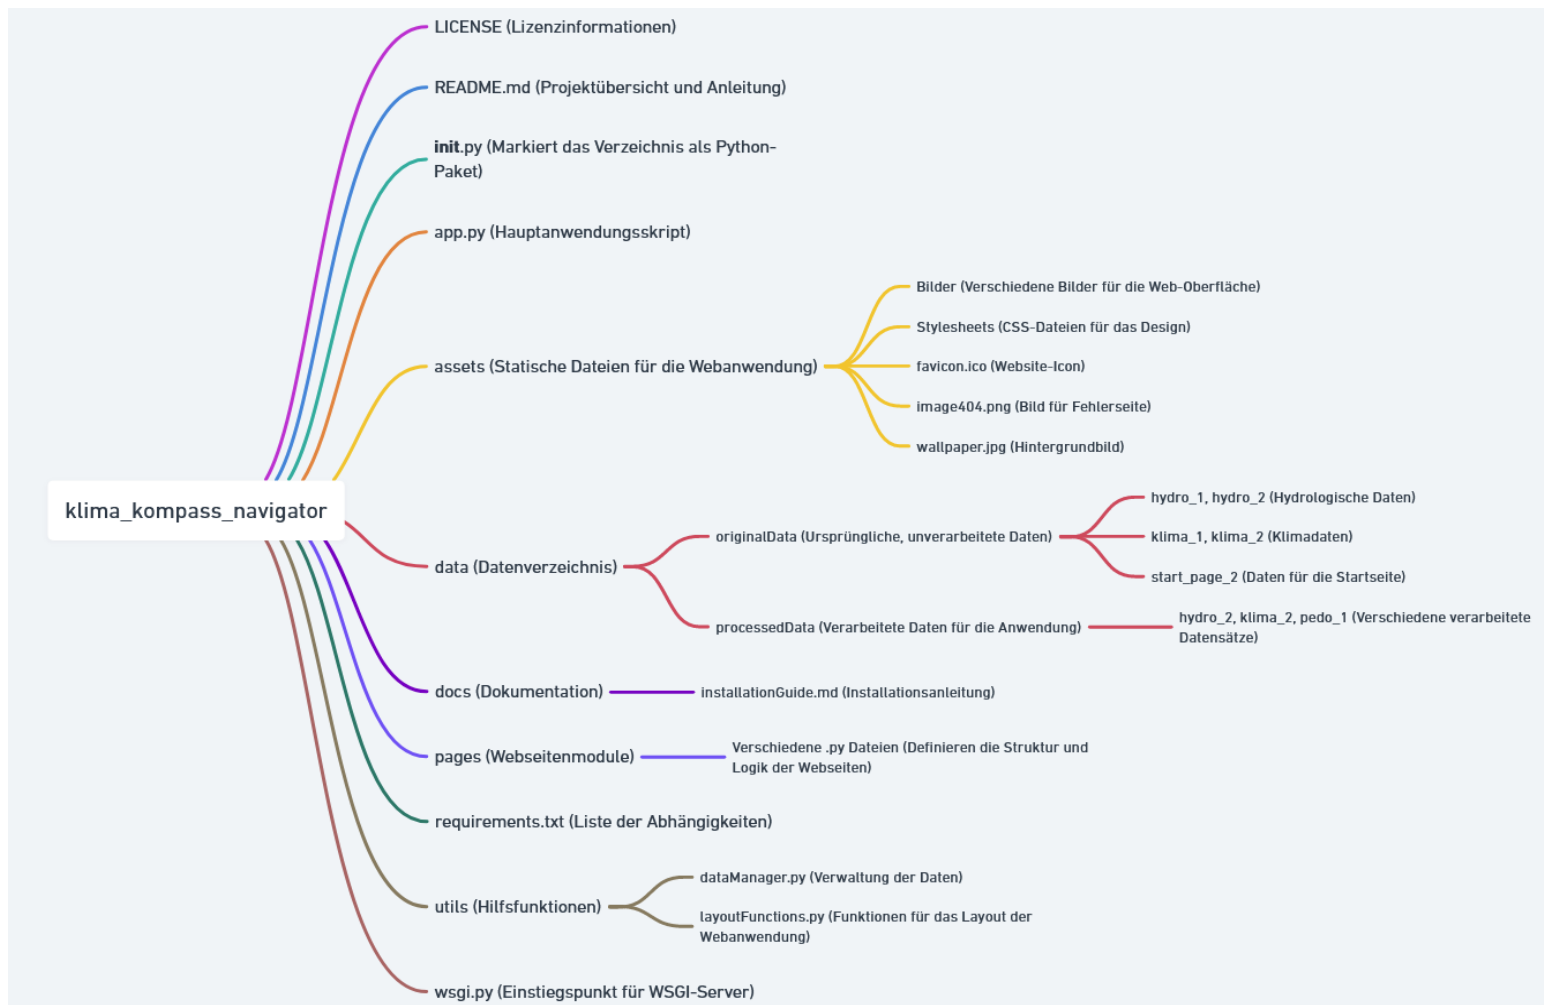 LICENSE (Lizenzinformationen)
README.md (Projektübersicht und Anleitung)
init.py (Markiert das Verzeichnis als Python-
Paket)
app.py (Hauptanwendungsskript)
assets (Statische Dateien für die Webanwendung)
Bilder (Verschiedene Bilder für die Web-Oberfläche)
Stylesheets (CSS-Dateien für das Design)
favicon.ico (Website-Icon)
image404.png (Bild für Fehlerseite)
wallpaper.jpg (Hintergrundbild)
klima_kompass_navigator
data (Datenverzeichnis)
originalData (Ursprüngliche, unverarbeitete Daten)
hydro_1, hydro_2 (Hydrologische Daten)
klima_1, klima_2 (Klimadaten)
start_page_2 (Daten für die Startseite)
processedData (Verarbeitete Daten für die Anwendung)
hydro_2, klima_2, pedo_1 (Verschiedene verarbeitete
Datensätze)
docs (Dokumentation)
installationGuide.md (Installationsanleitung)
pages (Webseitenmodule)
Verschiedene .py Dateien (Definieren die Struktur und
Logik der Webseiten)
requirements.txt (Liste der Abhängigkeiten)
utils (Hilfsfunktionen)
dataManager.py (Verwaltung der Daten)
layoutFunctions.py (Funktionen für das Layout der
Webanwendung)
wsgi.py (Einstiegspunkt für WSGI-Server)